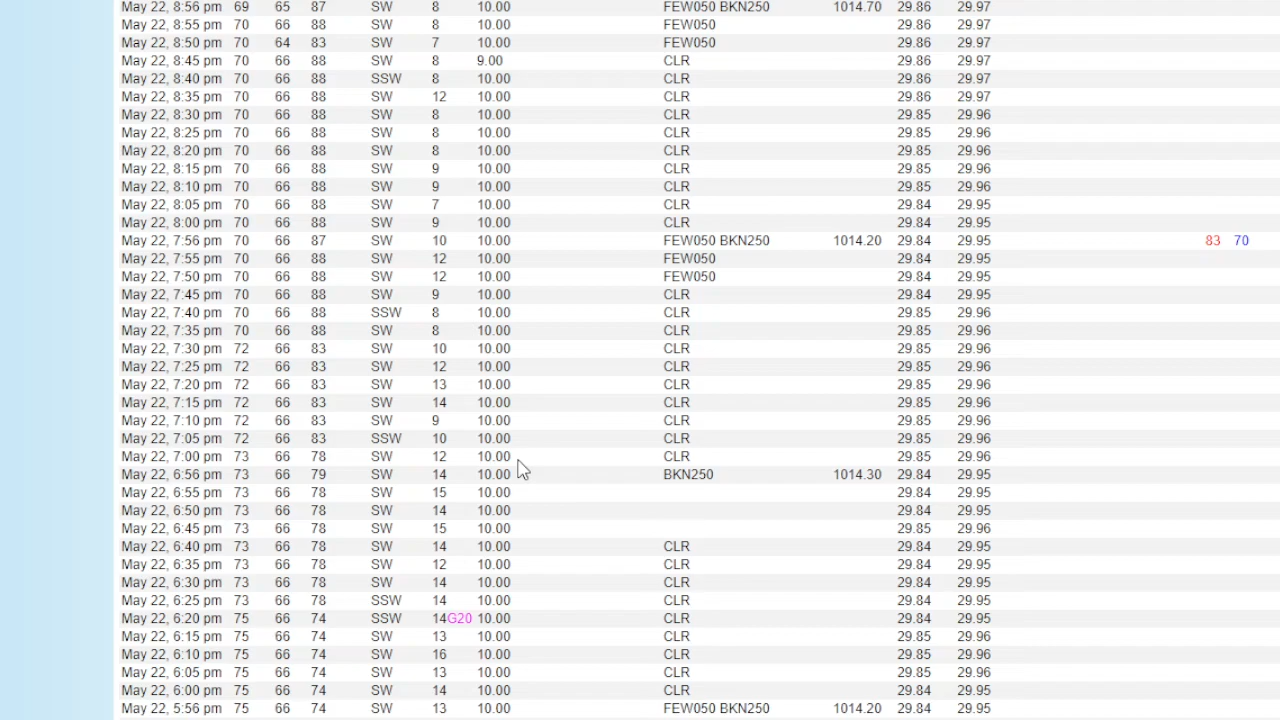 May 22, 8:56 pm 69 65 87 SW 8 10.00 FEW050 BKN250 1014.70 29.86 29.97
May 22, 8:55 pm 70 66 88 SW 8 10.00 FEW050 29.86 29.97
May 22, 8:50 pm 70 64 83 SW 7 10.00 FEW050 29.86 29.97
May 22, 8:45 pm 70 66 88 SW 8 9.00 CLR 29.86 29.97
May 22, 8:40 pm 70 66 88 SSW 8 10.00 CLR 29.86 29.97
May 22, 8:35 pm 70 66 88 SW 12 10.00 CLR 29.86 29.97
May 22, 8:30 pm 70 66 88 SW 8 10.00 CLR 29.85 29.96
May 22, 8:25 pm 70 66 88 SW 8 10.00 CLR 29.85 29.96
May 22, 8:20 pm 70 66 88 SW 8 10.00 CLR 29.85 29.96
May 22, 8:15 pm 70 66 88 SW 9 10.00 CLR 29.85 29.96
May 22, 8:10 pm 70 66 88 SW 9 10.00 CLR 29.85 29.96
May 22, 8:05 pm 70 66 88 SW 7 10.00 CLR 29.84 29.95
May 22, 8:00 pm 70 66 88 SW 9 10.00 CLR 29.84 29.95
May 22, 7:56 pm 70 66 87 SW 10 10.00 FEW050 BKN250 1014.20 29.84 29.95 83 70
May 22, 7:55 pm 70 66 88 SW 12 10.00 FEW050 29.84 29.95
May 22, 7:50 pm 70 66 88 SW 12 10.00 FEW050 29.84 29.95
May 22, 7:45 pm 70 66 88 SW 9 10.00 CLR 29.84 29.95
May 22, 7:40 pm 70 66 88 SSW 8 10.00 CLR 29.85 29.96
May 22, 7:35 pm 70 66 88 SW 8 10.00 CLR 29.85 29.96
May 22, 7:30 pm 72 66 83 SW 10 10.00 CLR 29.85 29.96
May 22, 7:25 pm 72 66 83 SW 12 10.00 CLR 29.85 29.96
May 22, 7:20 pm 72 66 83 SW 13 10.00 CLR 29.85 29.96
May 22, 7:15 pm 72 66 83 SW 14 10.00 CLR 29.85 29.96
May 22, 7:10 pm 72 66 83 SW 9 10.00 CLR 29.85 29.96
May 22, 7:05 pm 72 66 83 SSW 10 10.00 CLR 29.85 29.96
May 22, 7:00 pm 73 66 78 SW 12 10.00 CLR 29.85 29.96
May 22, 6:56 pm 73 66 79 SW 14 10.00 BKN250 1014.30 29.84 29.95
May 22, 6:55 pm 73 66 78 SW 15 10.00 29.84 29.95
May 22, 6:50 pm 73 66 78 SW 14 10.00 29.84 29.95
May 22, 6:45 pm 73 66 78 SW 15 10.00 29.85 29.96
May 22, 6:40 pm 73 66 78 SW 14 10.00 CLR 29.84 29.95
May 22, 6:35 pm 73 66 78 SW 12 10.00 CLR 29.84 29.95
May 22, 6:30 pm 73 66 78 SW 14 10.00 CLR 29.84 29.95
May 22, 6:25 pm 73 66 78 SSW 14 10.00 CLR 29.84 29.95
May 22, 6:20 pm 75 66 74 SSW 14G20 10.00 CLR 29.84 29.95
May 22, 6:15 pm 75 66 74 SW 13 10.00 CLR 29.85 29.96
May 22, 6:10 pm 75 66 74 SW 16 10.00 CLR 29.85 29.96
May 22, 6:05 pm 75 66 74 SW 13 10.00 CLR 29.84 29.95
May 22, 6:00 pm 75 66 74 SW 14 10.00 CLR 29.84 29.95
May 22, 5:56 pm 75 66 74 SW 13 10.00 FEW050 BKN250 1014.20 29.84 29.95